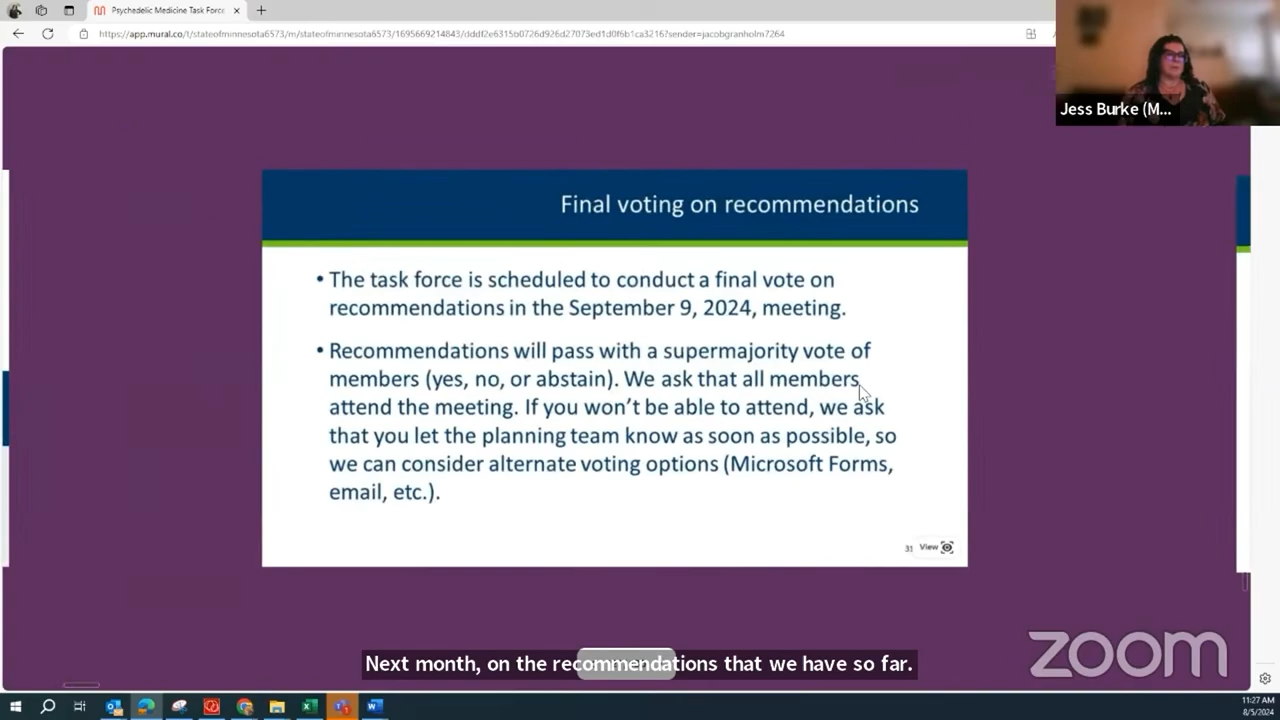 Psychedelic Medicine Task Force
https://app.mural.co/t/stateofminnesota6573/m/stateofminnesota6573/1695669214843/dddf2e6315b0726d926d27073ed1d0f6b1ca3216?sender=jacobgranholm7264
Jess Burke (M...
Final voting on recommendations
• The task force is scheduled to conduct a final vote on
recommendations in the September 9, 2024, meeting.
• Recommendations will pass with a supermajority vote of
members (yes, no, or abstain). We ask that all members
attend the meeting. If you won't be able to attend, we ask
that you let the planning team know as soon as possible, so
we can consider alternate voting options (Microsoft Forms,
email, etc.).
31 View
Next month, on the recommendations that we have so far.
zoom
11:27 AM
8/5/2024